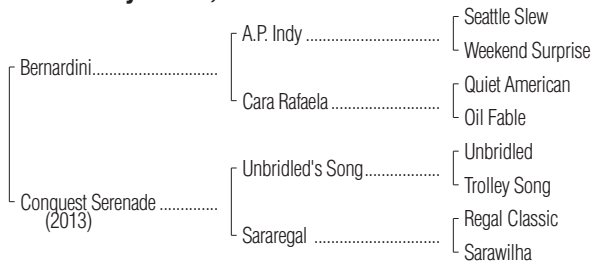 Seattle Slew
A.P. Indy
Weekend Surprise
Bernardini
Quiet American
Cara Rafaela
Oil Fable
Unbridled
Unbridled's Song
Trolley Song
Conquest Serenade
(2013)
Regal Classic
Sararegal
Sarawilha